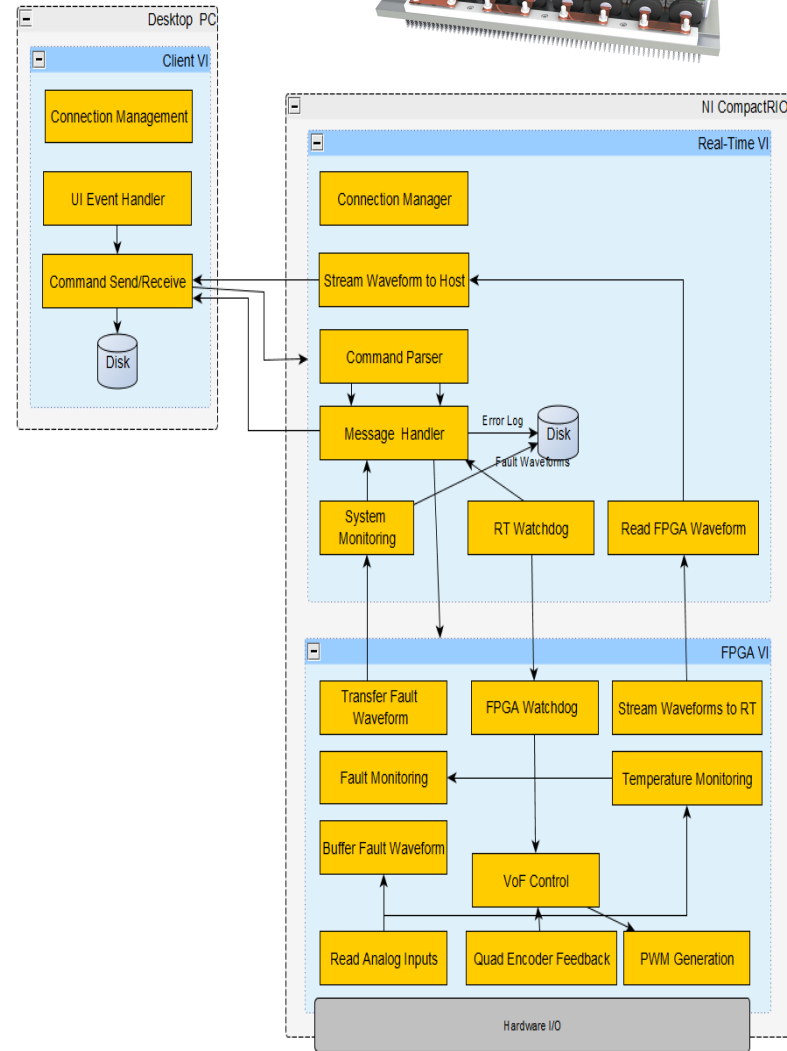 Desktop PC
Client VI
Connection Management
UI Event Handler
Command Send/Receive
Disk
NI CompactRIO
Real-Time VI
Connection Manager
Stream Waveform to Host
Command Parser
Message Handler
Error Log
Disk
Fault Waveforms
System
Monitoring
RT Watchdog
Read FPGA Waveform
FPGA VI
Transfer Fault
Waveform
FPGA Watchdog
Stream Waveforms to RT
Fault Monitoring
Temperature Monitoring
Buffer Fault Waveform
VoF Control
Read Analog Inputs
Quad Encoder Feedback
PWM Generation
Hardware I/O